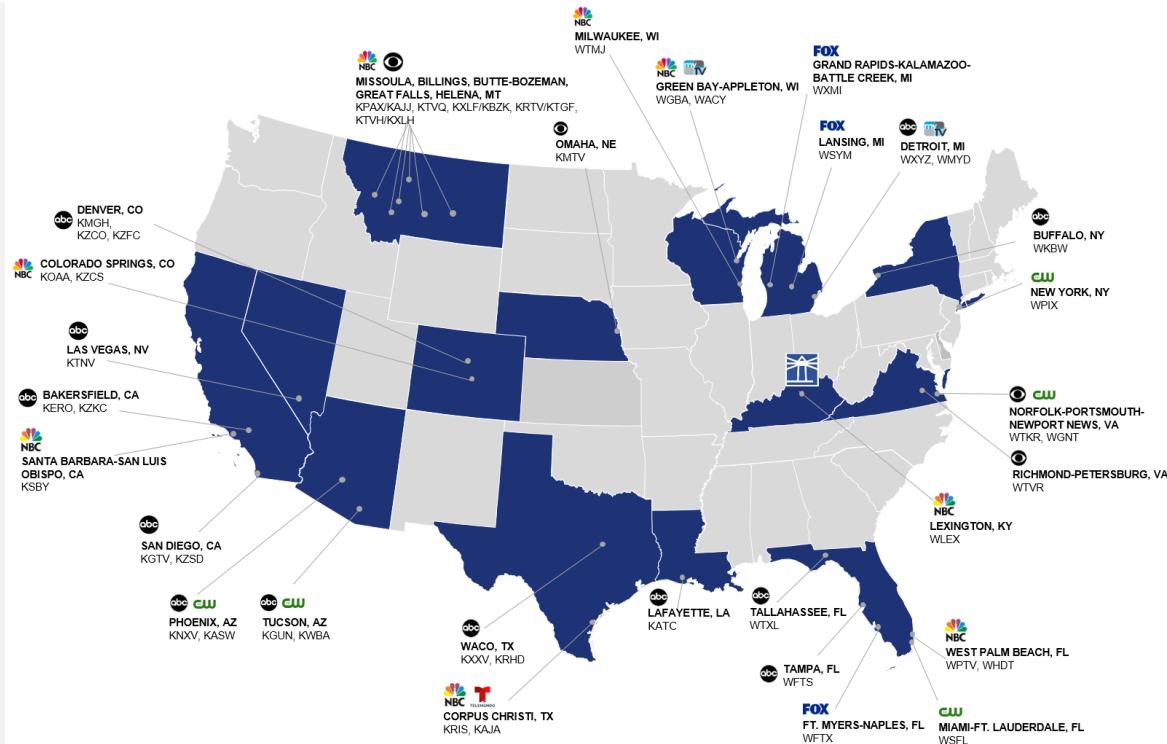 NBC
MILWAUKEE, WI
WTMJ
NBC
MISSOULA, BILLINGS, BUTTE-BOZEMAN,
GREAT FALLS, HELENA, MT
KPAX/KAJJ, KTVQ, KXLF/KBZK, KRTV/KTGF,
KTVH/KXLH
NBC my TV
GREEN BAY-APPLETON, WI
WGBA, WACY
FOX
GRAND RAPIDS-KALAMAZOO-
BATTLE CREEK, MI
WXMI
OMAHA, NE
KMTV
FOX
LANSING, MI
WSYM
abc my TV
DETROIT, MI
WXYZ, WMYD
abc
DENVER, CO
KMGH,
KZCO, KZFC
NBC
COLORADO SPRINGS, CO
KOAA, KZCS
abc
LAS VEGAS, NV
KTNV
abc
BAKERSFIELD, CA
KERO, KZKC
NBC
SANTA BARBARA-SAN LUIS
OBISPO, CA
KSBY
abc
SAN DIEGO, CA
KGTV, KZSD
abc CW
PHOENIX, AZ
KNXV, KASW
abc CW
TUCSON, AZ
KGUN, KWBA
abc
WACO, TX
KXXV, KRHD
NBC TELEMUNDO
CORPUS CHRISTI, TX
KRIS, KAJA
abc
LAFAYETTE, LA
KATC
abc
TALLAHASSEE, FL
WTXL
abc
TAMPA, FL
WFTS
FOX
FT. MYERS-NAPLES, FL
WFTX
CW
MIAMI-FT. LAUDERDALE, FL
WSFL
NBC
WEST PALM BEACH, FL
WPTV, WHDT
NBC
LEXINGTON, KY
WLEX
RICHMOND-PETERSBURG, VA
WTVR
CW
NORFOLK-PORTSMOUTH-
NEWPORT NEWS, VA
WTKR, WGNT
CW
NEW YORK, NY
WPIX
abc
BUFFALO, NY
WKBW